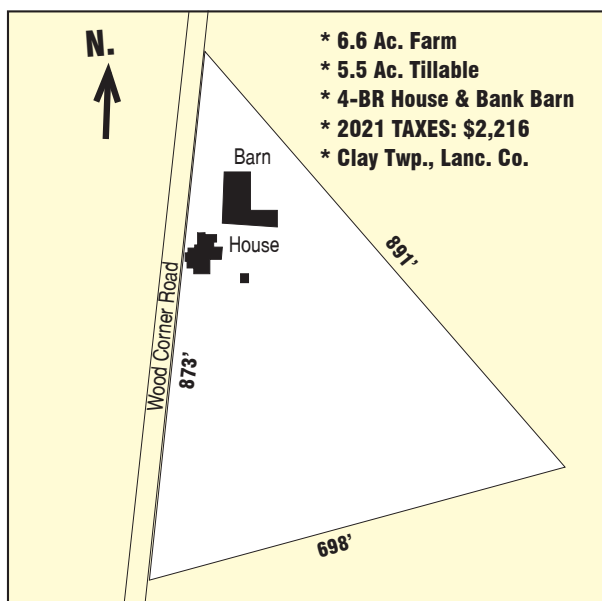 N.
* 6.6 Ac. Farm
* 5.5 Ac. Tillable
* 4-BR House & Bank Barn
* 2021 TAXES: $2,216
* Clay Twp., Lanc. Co.
Barn
House
891'
Wood Corner Road
873'
698'